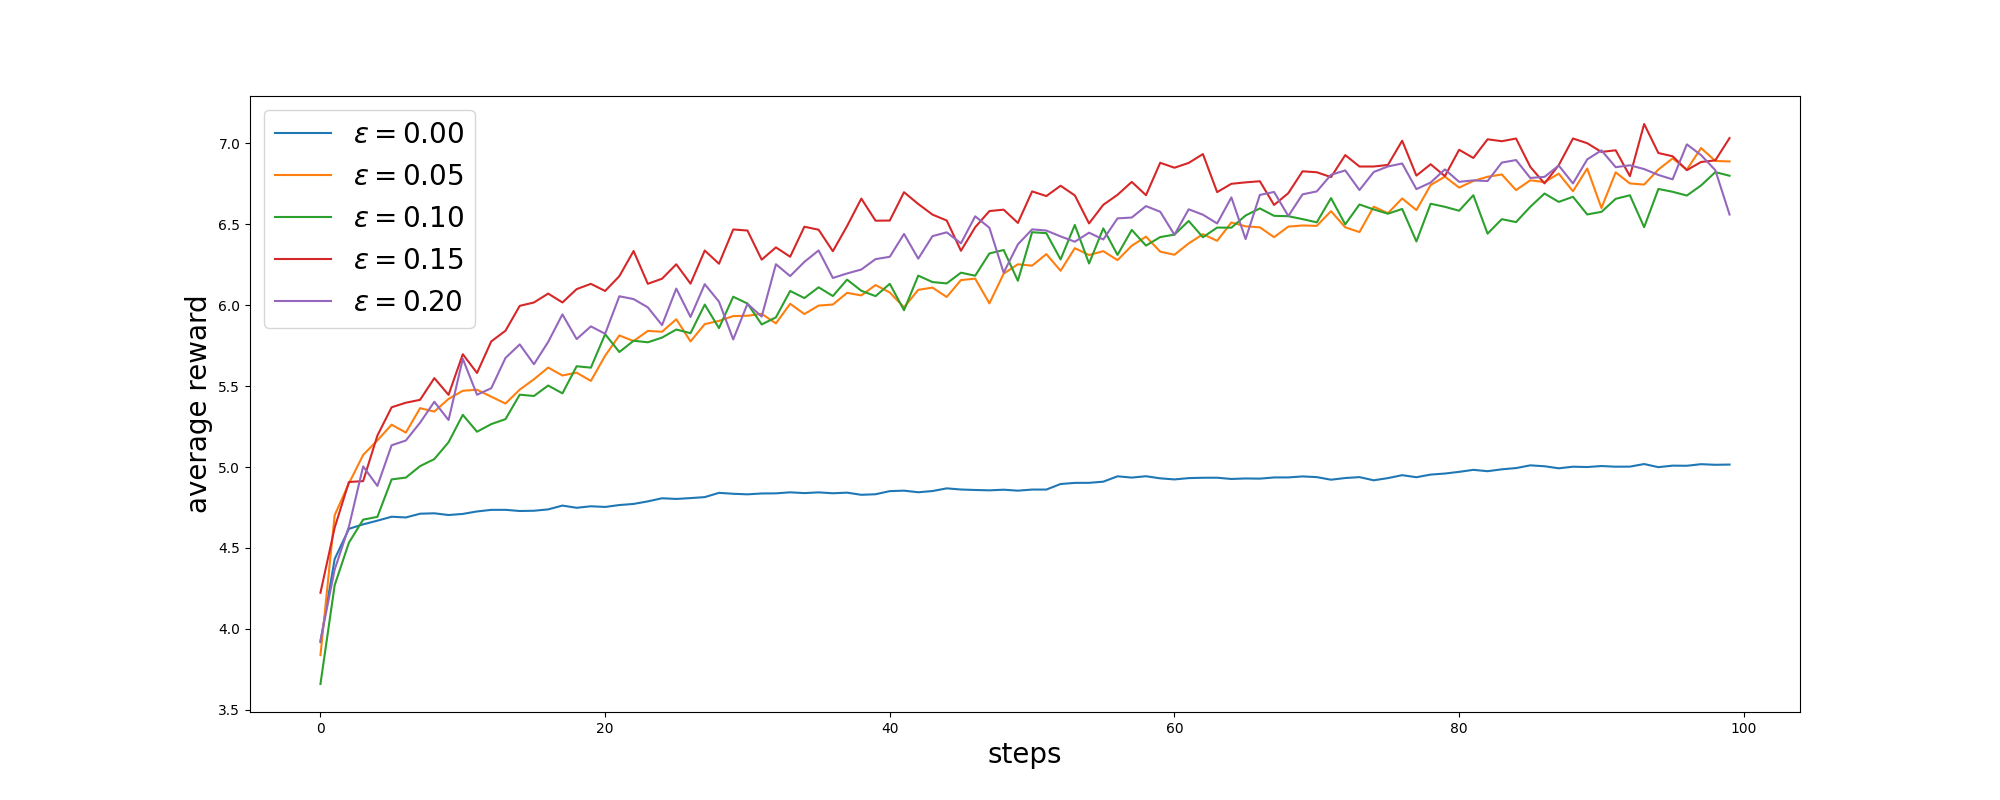 ε = 0.00
ε = 0.05
ε = 0.10
ε = 0.15
ε = 0.20
average reward
7.0
6.5
6.0
5.5
5.0
4.5
4.0
3.5
0 20 40 60 80 100
steps